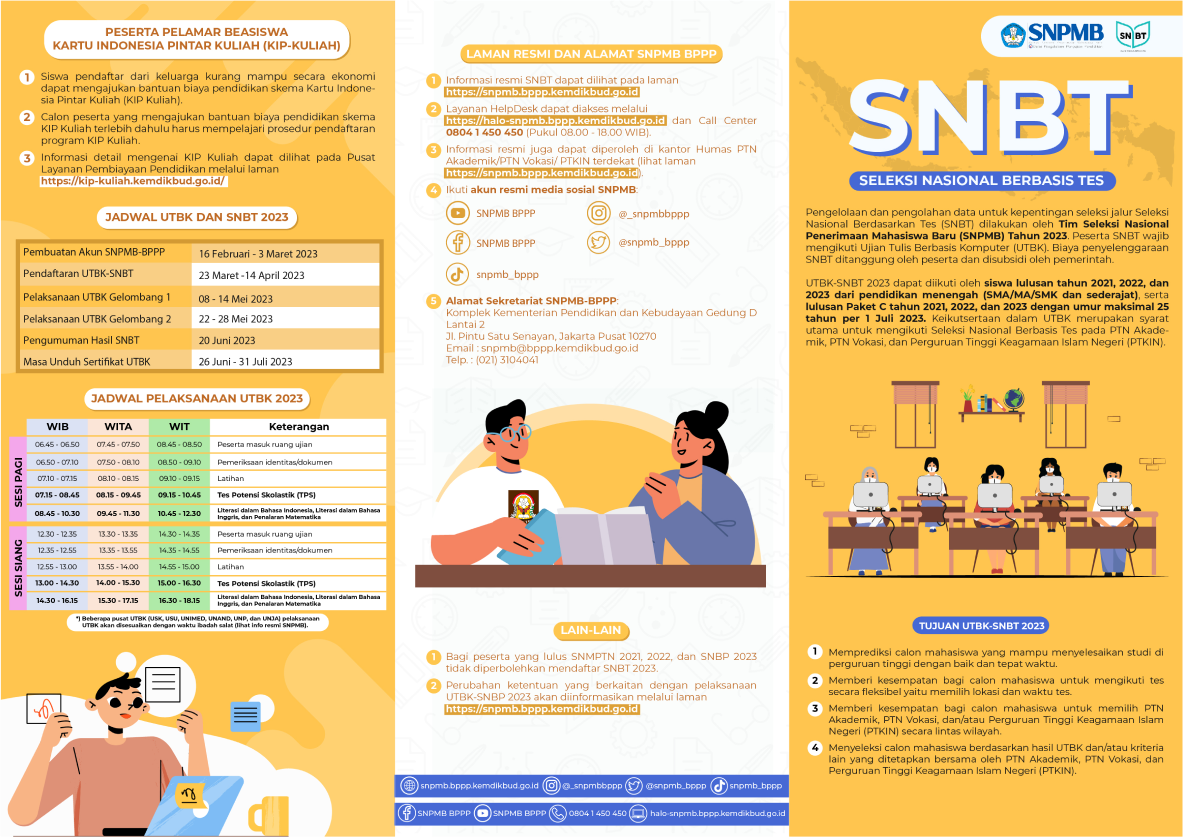 PESERTA PELAMAR BEASISWA
KARTU INDONESIA PINTAR KULIAH (KIP-KULIAH)
1 Siswa pendaftar dari keluarga kurang mampu secara ekonomi
dapat mengajukan bantuan biaya pendidikan skema Kartu Indone-
sia Pintar Kuliah (KIP Kuliah).
2 Calon peserta yang mengajukan bantuan biaya pendidikan skema
KIP Kuliah terlebih dahulu harus mempelajari prosedur pendaftaran
program KIP Kuliah.
3 Informasi detail mengenai KIP Kuliah dapat dilihat pada Pusat
Layanan Pembiayaan Pendidikan melalui laman
https://kip-kuliah.kemdikbud.go.id/
JADWAL UTBK DAN SNBT 2023
Pembuatan Akun SNPMB-BPPP 16 Februari - 3 Maret 2023
Pendaftaran UTBK-SNBT 23 Maret -14 April 2023
Pelaksanaan UTBK Gelombang 1 08 - 14 Mei 2023
Pelaksanaan UTBK Gelombang 2 22 - 28 Mei 2023
Pengumuman Hasil SNBT 20 Juni 2023
Masa Unduh Sertifikat UTBK 26 Juni - 31 Juli 2023
JADWAL PELAKSANAAN UTBK 2023
WIB WITA WIT Keterangan
SESI PAGI
06.45 - 06.50 07.45 - 07.50 08.45 - 08.50 Peserta masuk ruang ujian
06.50 - 07.10 07.50 - 08.10 08.50 - 09.10 Pemeriksaan identitas/dokumen
07.10 - 07.15 08.10 - 08.15 09.10 - 09.15 Latihan
07.15 - 08.45 08.15 - 09.45 09.15 - 10.45 Tes Potensi Skolastik (TPS)
08.45 - 10.30 09.45 - 11.30 10.45 - 12.30 Literasi dalam Bahasa Indonesia, Literasi dalam Bahasa
Inggris, dan Penalaran Matematika
SESI SIANG
12.30 - 12.35 13.30 - 13.35 14.30 - 14.35 Peserta masuk ruang ujian
12.35 - 12.55 13.35 - 13.55 14.35 - 14.55 Pemeriksaan identitas/dokumen
12.55 - 13.00 13.55 - 14.00 14.55 - 15.00 Latihan
13.00 - 14.30 14.00 - 15.30 15.00 - 16.30 Tes Potensi Skolastik (TPS)
14.30 - 16.15 15.30 - 17.15 16.30 - 18.15 Literasi dalam Bahasa Indonesia, Literasi dalam Bahasa
Inggris, dan Penalaran Matematika
*) Beberapa pusat UTBK (USK, USU, UNIMED, UNAND, UNP, dan UNJA) pelaksanaan
UTBK akan disesuaikan dengan waktu ibadah salat (lihat info resmi SNPMB).
LAMAN RESMI DAN ALAMAT SNPMB BPPP
1 Informasi resmi SNBT dapat dilihat pada laman
https://snpmb.bppp.kemdikbud.go.id
2 Layanan HelpDesk dapat diakses melalui
https://halo-snpmb.bppp.kemdikbud.go.id dan Call Center
0804 1 450 450 (Pukul 08.00 - 18.00 WIB).
3 Informasi resmi juga dapat diperoleh di kantor Humas PTN
Akademik/PTN Vokasi/ PTKIN terdekat (lihat laman
https://snpmb.bppp.kemdikbud.go.id).
4 Ikuti akun resmi media sosial SNPMB:
SNPMB BPPP @_snpmbbppp
SNPMB BPPP @snpmb_bppp
snpmb_bppp
5 Alamat Sekretariat SNPMB-BPPP:
Komplek Kementerian Pendidikan dan Kebudayaan Gedung D
Lantai 2
Jl. Pintu Satu Senayan, Jakarta Pusat 10270
Email : snpmb@bppp.kemdikbud.go.id
Telp. : (021) 3104041
LAIN-LAIN
1 Bagi peserta yang lulus SNMPTN 2021, 2022, dan SNBP 2023
tidak diperbolehkan mendaftar SNBT 2023.
2 Perubahan ketentuan yang berkaitan dengan pelaksanaan
UTBK-SNBP 2023 akan diinformasikan melalui laman
https://snpmb.bppp.kemdikbud.go.id
snpmb.bppp.kemdikbud.go.id @_snpmbbppp @snpmb_bppp snpmb_bppp
SNPMB BPPP SNPMB BPPP 0804 1 450 450 halo-snpmb.bppp.kemdikbud.go.id
SNPMB
SNBT
SNBT
SELEKSI NASIONAL BERBASIS TES
Pengelolaan dan pengolahan data untuk kepentingan seleksi jalur Seleksi
Nasional Berdasarkan Tes (SNBT) dilakukan oleh Tim Seleksi Nasional
Penerimaan Mahasiswa Baru (SNPMB) Tahun 2023. Peserta SNBT wajib
mengikuti Ujian Tulis Berbasis Komputer (UTBK). Biaya penyelenggaraan
SNBT ditanggung oleh peserta dan disubsidi oleh pemerintah.
UTBK-SNBT 2023 dapat diikuti oleh siswa lulusan tahun 2021, 2022, dan
2023 dari pendidikan menengah (SMA/MA/SMK dan sederajat), serta
lulusan Paket C tahun 2021, 2022, dan 2023 dengan umur maksimal 25
tahun per 1 Juli 2023. Keikutsertaan dalam UTBK merupakan syarat
utama untuk mengikuti Seleksi Nasional Berbasis Tes pada PTN Akade-
mik, PTN Vokasi, dan Perguruan Tinggi Keagamaan Islam Negeri (PTKIN).
TUJUAN UTBK-SNBT 2023
1 Memprediksi calon mahasiswa yang mampu menyelesaikan studi di
perguruan tinggi dengan baik dan tepat waktu.
2 Memberi kesempatan bagi calon mahasiswa untuk mengikuti tes
secara fleksibel yaitu memilih lokasi dan waktu tes.
3 Memberi kesempatan bagi calon mahasiswa untuk memilih PTN
Akademik, PTN Vokasi, dan/atau Perguruan Tinggi Keagamaan Islam
Negeri (PTKIN) secara lintas wilayah.
4 Menyeleksi calon mahasiswa berdasarkan hasil UTBK dan/atau kriteria
lain yang ditetapkan bersama oleh PTN Akademik, PTN Vokasi, dan
Perguruan Tinggi Keagamaan Islam Negeri (PTKIN).